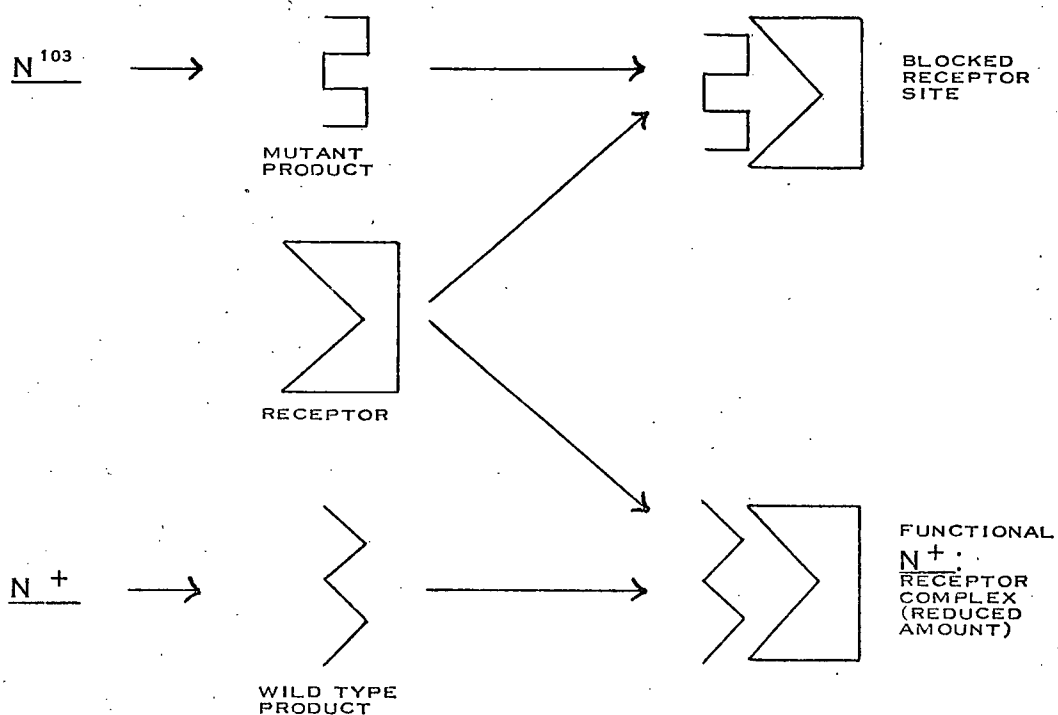 N¹⁰³
MUTANT
PRODUCT
BLOCKED
RECEPTOR
SITE
RECEPTOR
N⁺
WILD TYPE
PRODUCT
FUNCTIONAL
N⁺:
RECEPTOR
COMPLEX
(REDUCED
AMOUNT)